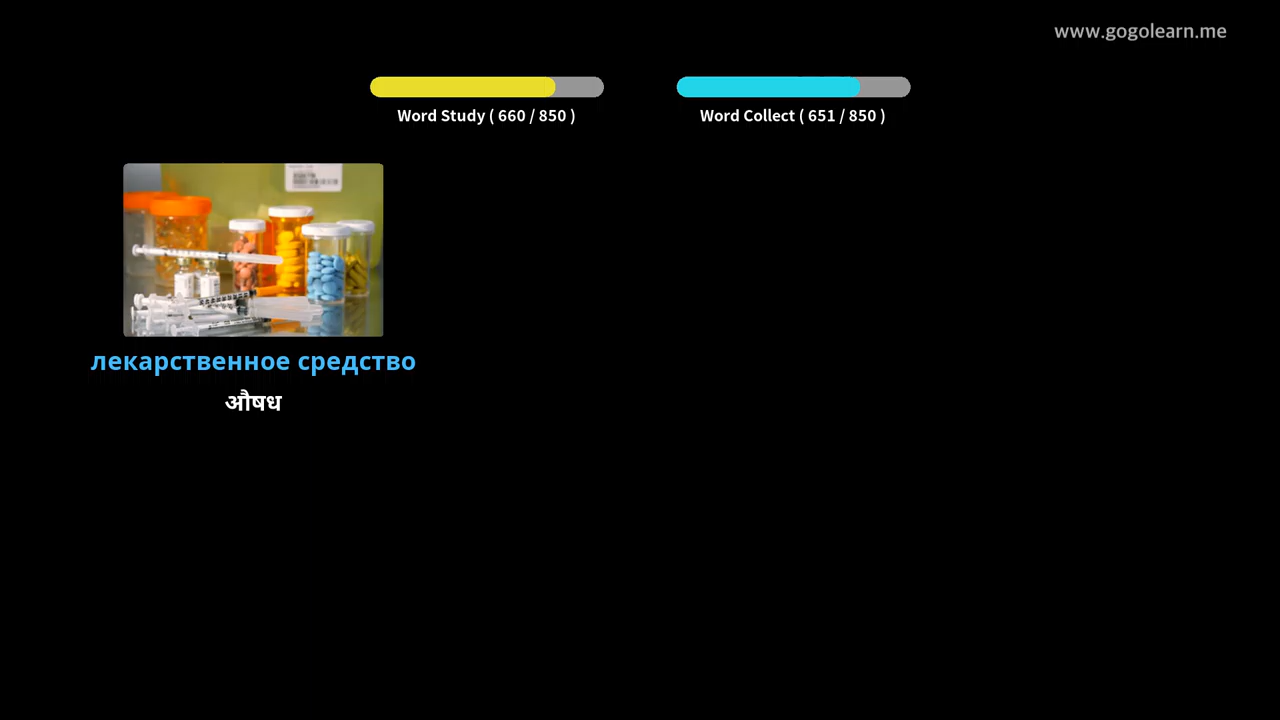 www.gogolearn.me
Word Study ( 660 / 850 )
Word Collect ( 651 / 850 )
лекарственное средство
औषध